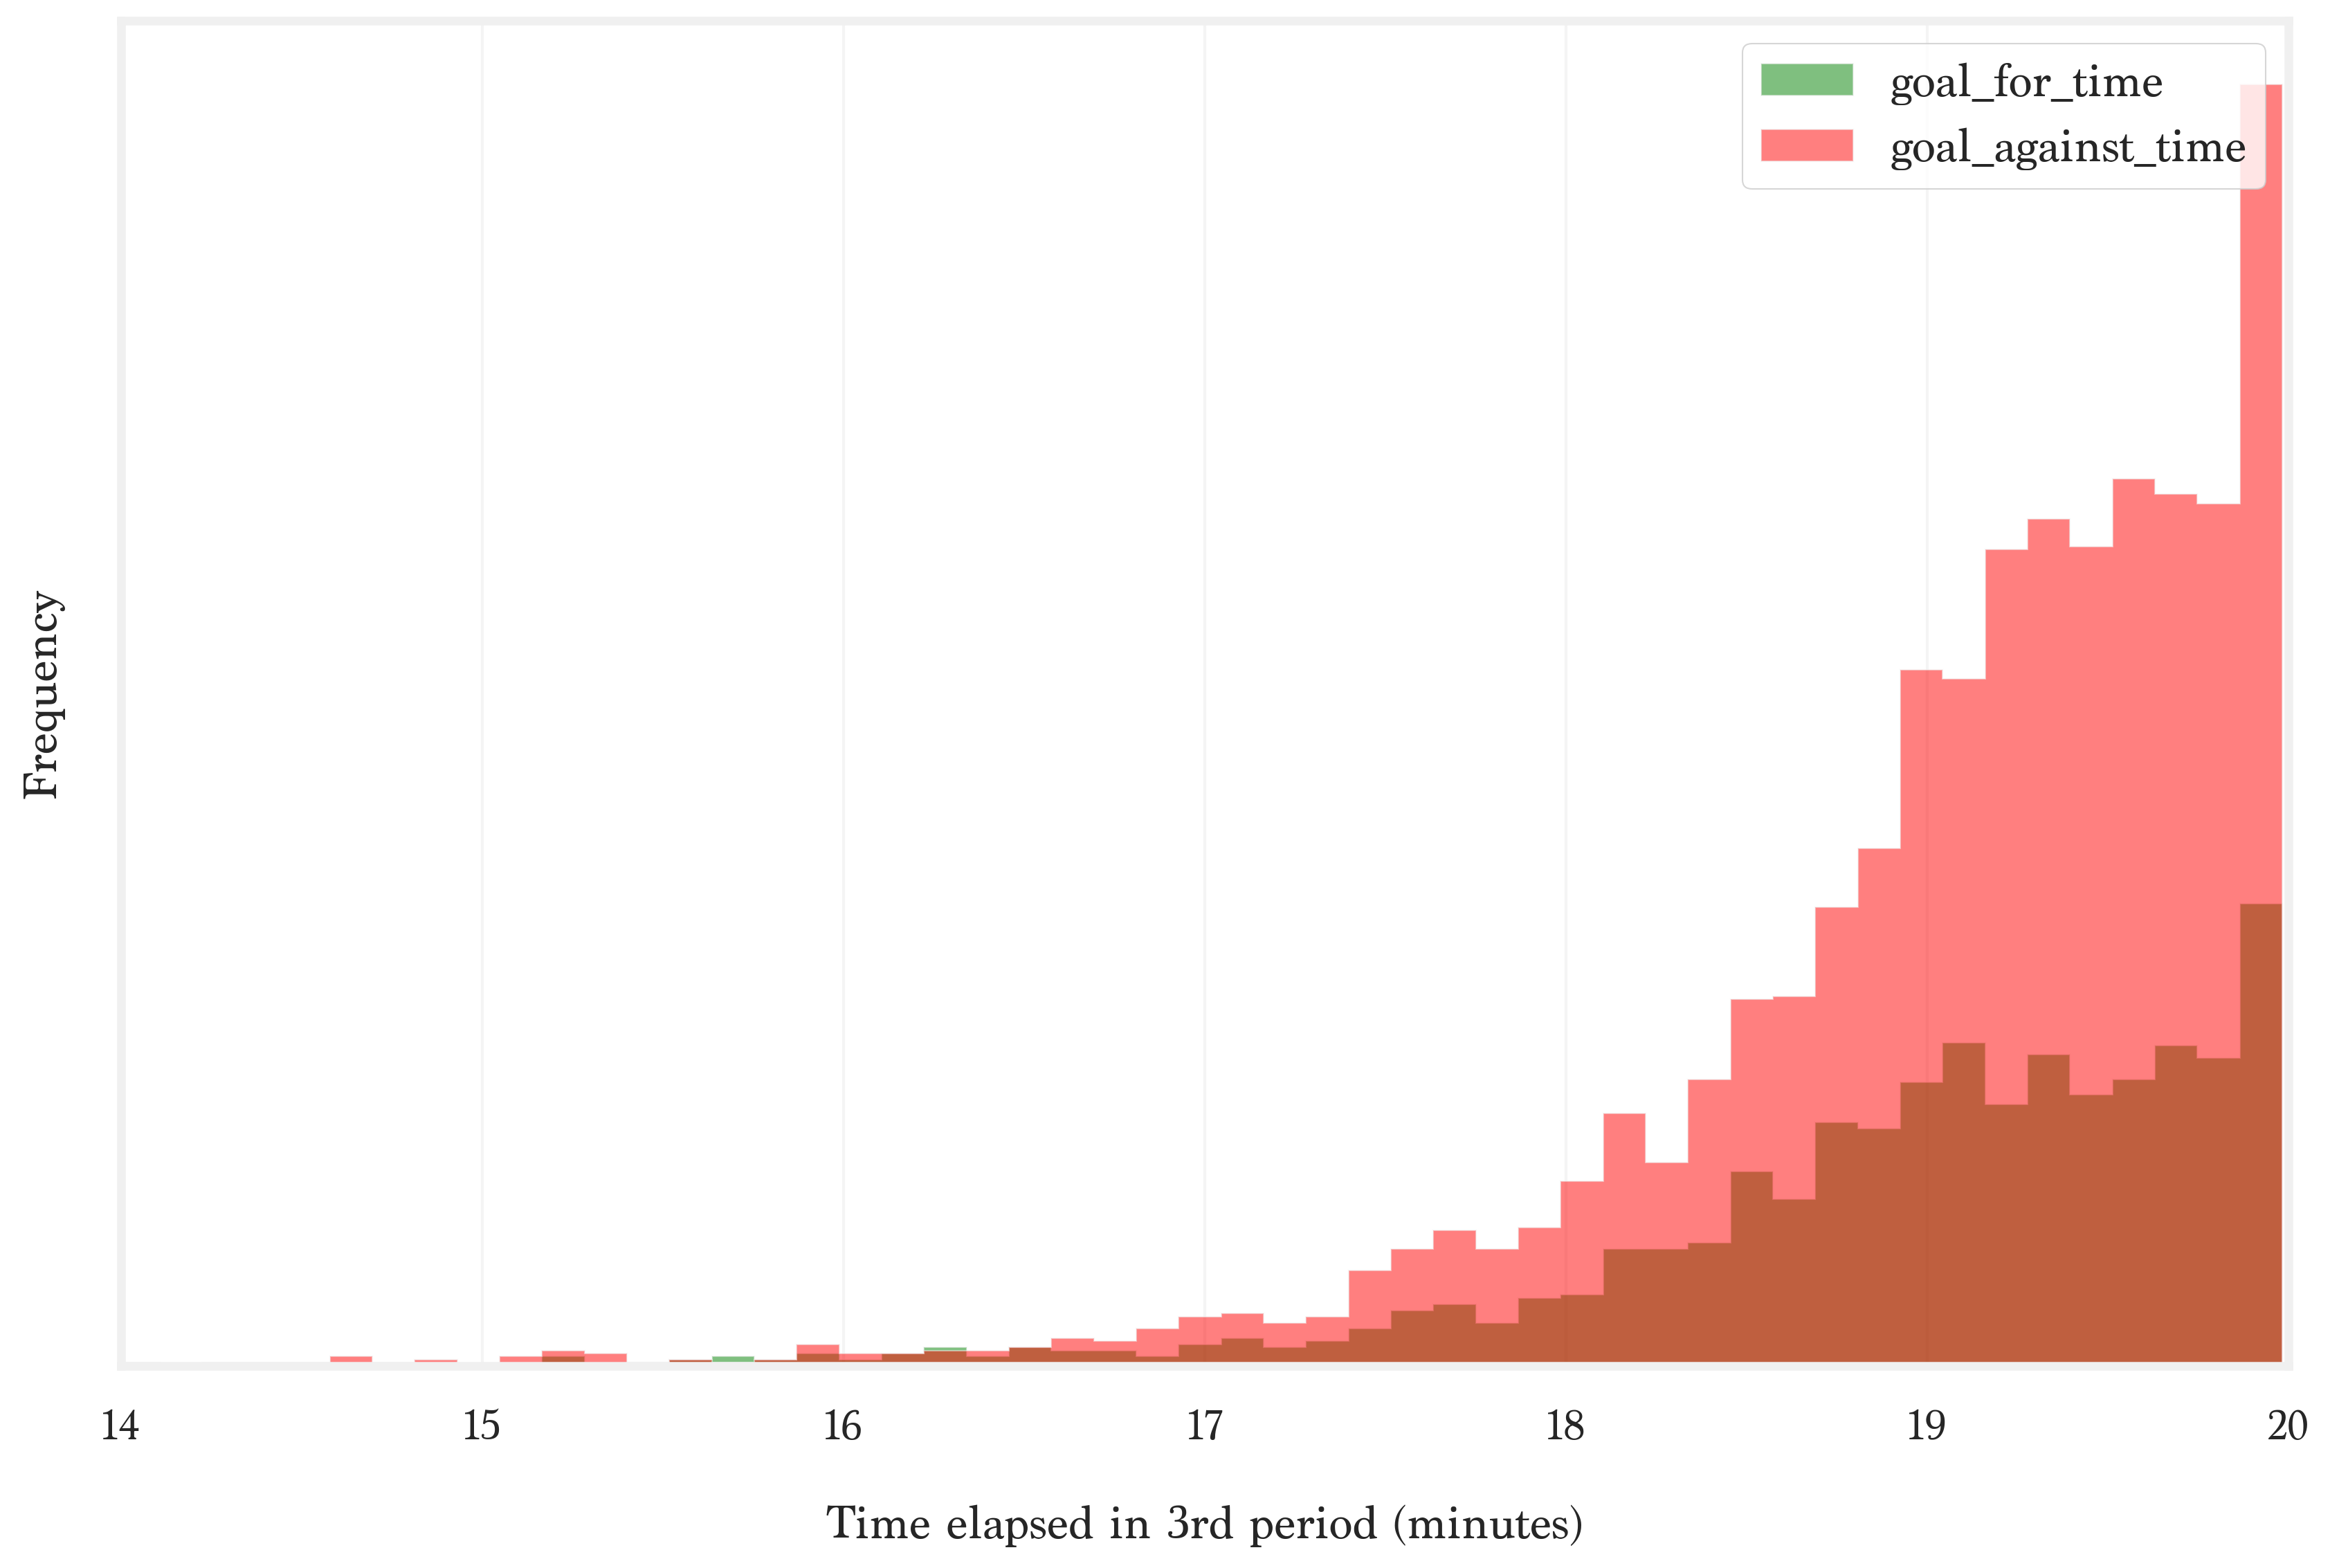 goal_for_time
goal_against_time
Frequency
14 15 16 17 18 19 20
Time elapsed in 3rd period (minutes)